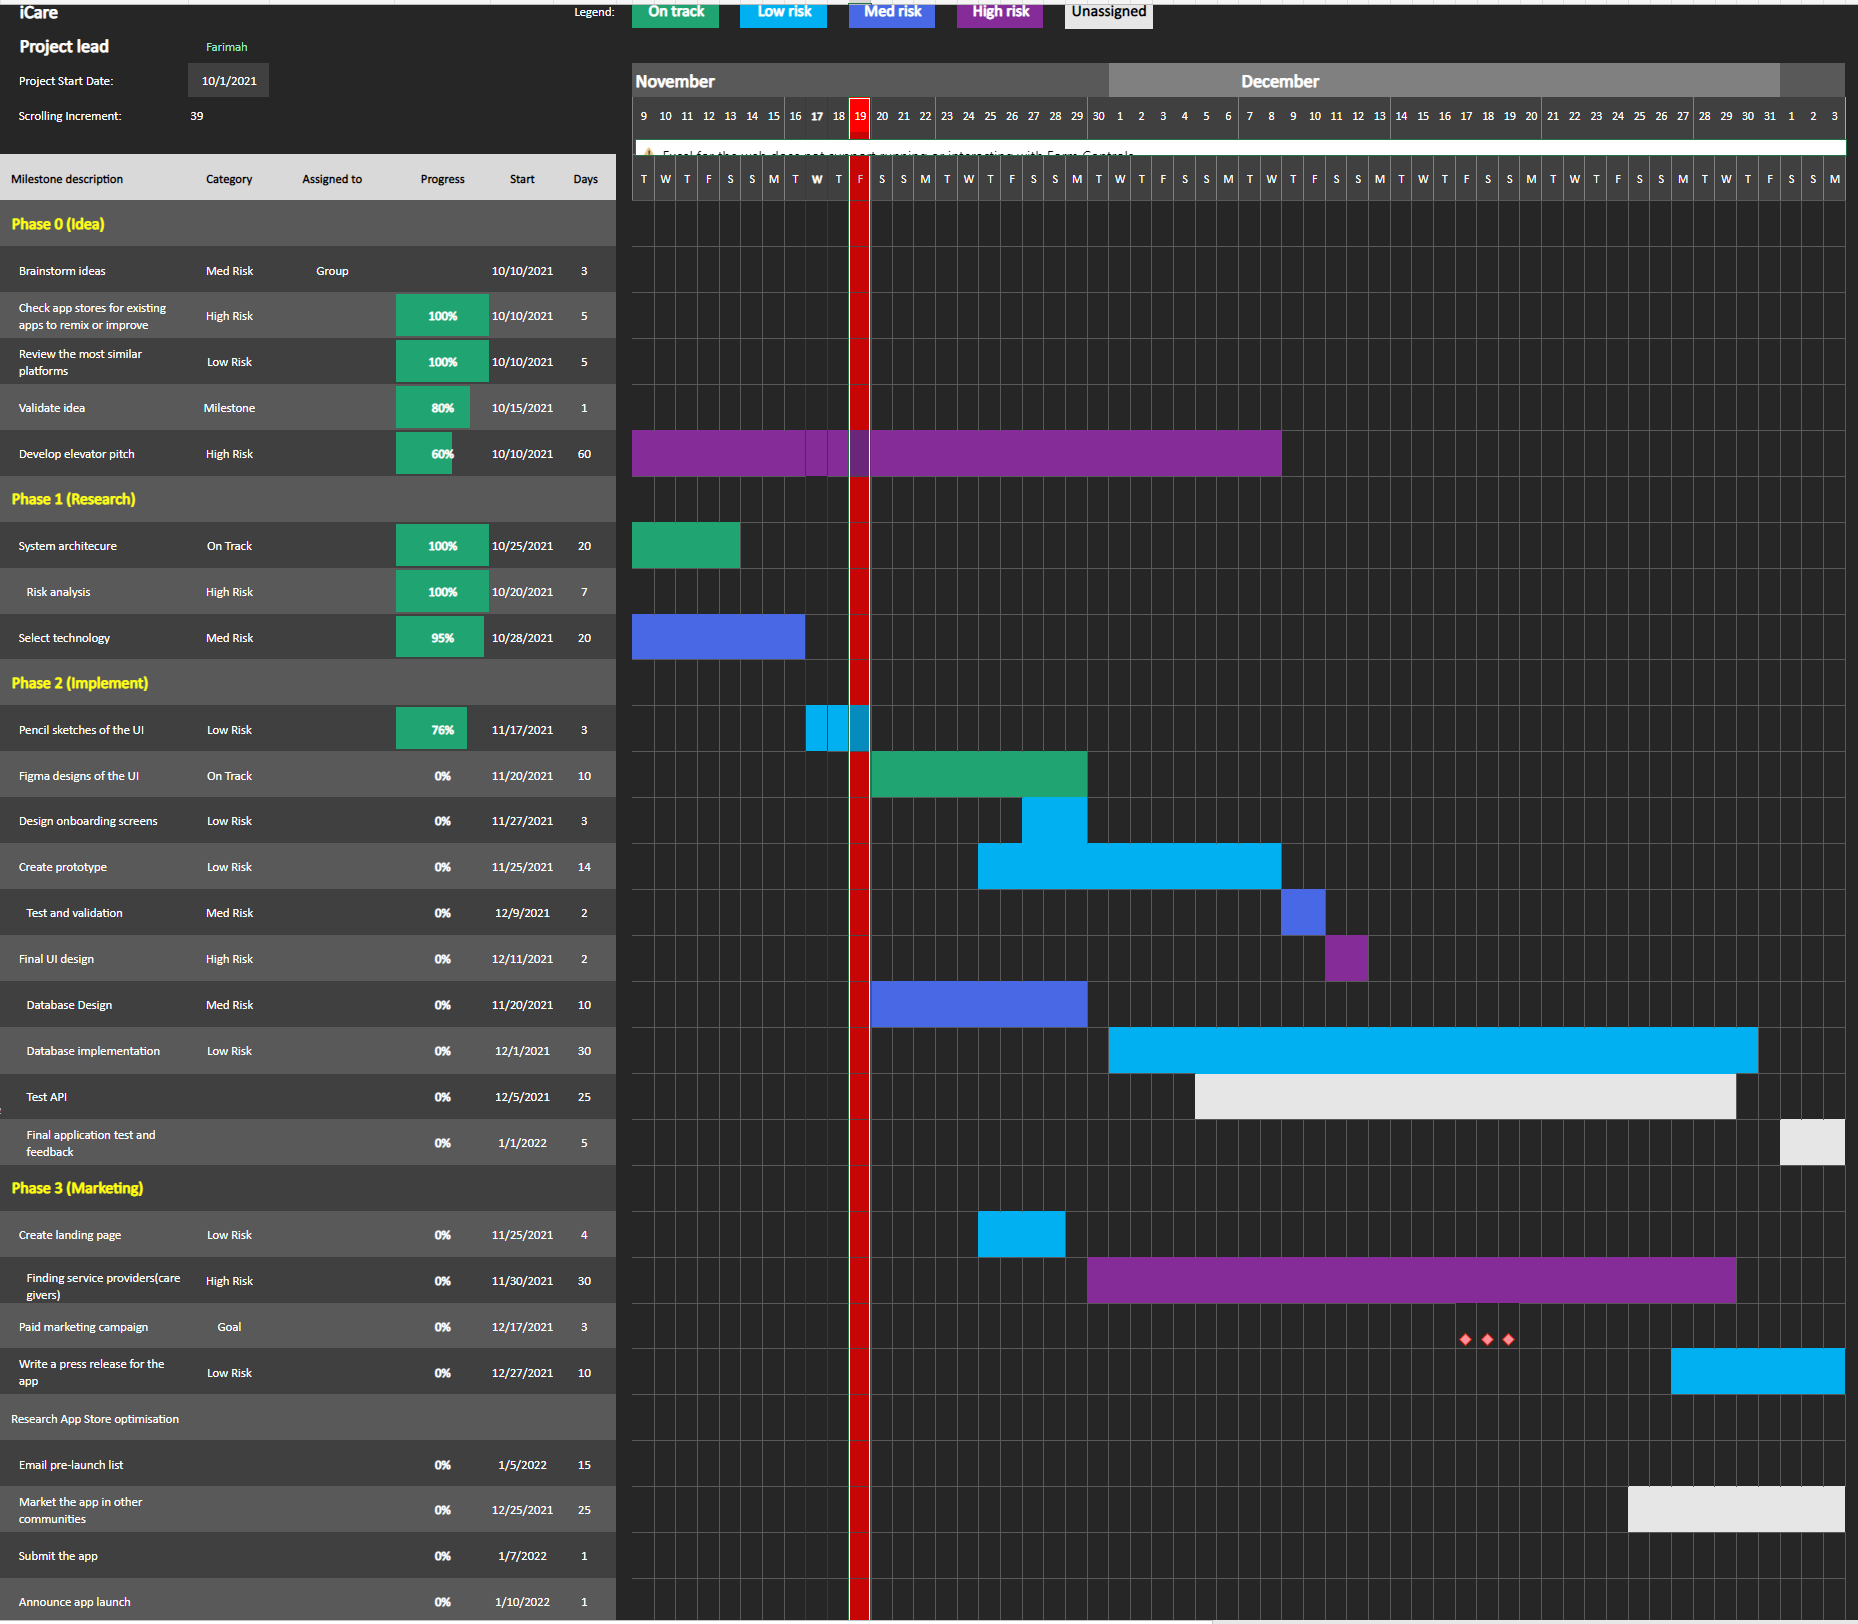 iCare
Legend: On track Low risk Med risk High risk Unassigned
Project lead Farimah
Project Start Date: 10/1/2021
November December
Scrolling Increment: 39
9 10 11 12 13 14 15 16 17 18 19 20 21 22 23 24 25 26 27 28 29 30 1 2 3 4 5 6 7 8 9 10 11 12 13 14 15 16 17 18 19 20 21 22 23 24 25 26 27 28 29 30 31 1 2 3
Excel for the web does not support running or interacting with Form Controls
Milestone description Category Assigned to Progress Start Days
T W T F S S M T W T F S S M T W T F S S M T W T F S S M T W T F S S M T W T F S S M T W T F S S M T W T F S S M
Phase 0 (Idea)
Brainstorm ideas Med Risk Group 10/10/2021 3
Check app stores for existing
apps to remix or improve High Risk 100% 10/10/2021 5
Review the most similar
platforms Low Risk 100% 10/10/2021 5
Validate idea Milestone 80% 10/15/2021 1
Develop elevator pitch High Risk 60% 10/10/2021 60
Phase 1 (Research)
System architecure On Track 100% 10/25/2021 20
Risk analysis High Risk 100% 10/20/2021 7
Select technology Med Risk 95% 10/28/2021 20
Phase 2 (Implement)
Pencil sketches of the UI Low Risk 76% 11/17/2021 3
Figma designs of the UI On Track 0% 11/20/2021 10
Design onboarding screens Low Risk 0% 11/27/2021 3
Create prototype Low Risk 0% 11/25/2021 14
Test and validation Med Risk 0% 12/9/2021 2
Final UI design High Risk 0% 12/11/2021 2
Database Design Med Risk 0% 11/20/2021 10
Database implementation Low Risk 0% 12/1/2021 30
Test API 0% 12/5/2021 25
Final application test and
feedback 0% 1/1/2022 5
Phase 3 (Marketing)
Create landing page Low Risk 0% 11/25/2021 4
Finding service providers(care
givers) High Risk 0% 11/30/2021 30
Paid marketing campaign Goal 0% 12/17/2021 3
Write a press release for the
app Low Risk 0% 12/27/2021 10
Research App Store optimisation
Email pre-launch list 0% 1/5/2022 15
Market the app in other
communities 0% 12/25/2021 25
Submit the app 0% 1/7/2022 1
Announce app launch 0% 1/10/2022 1